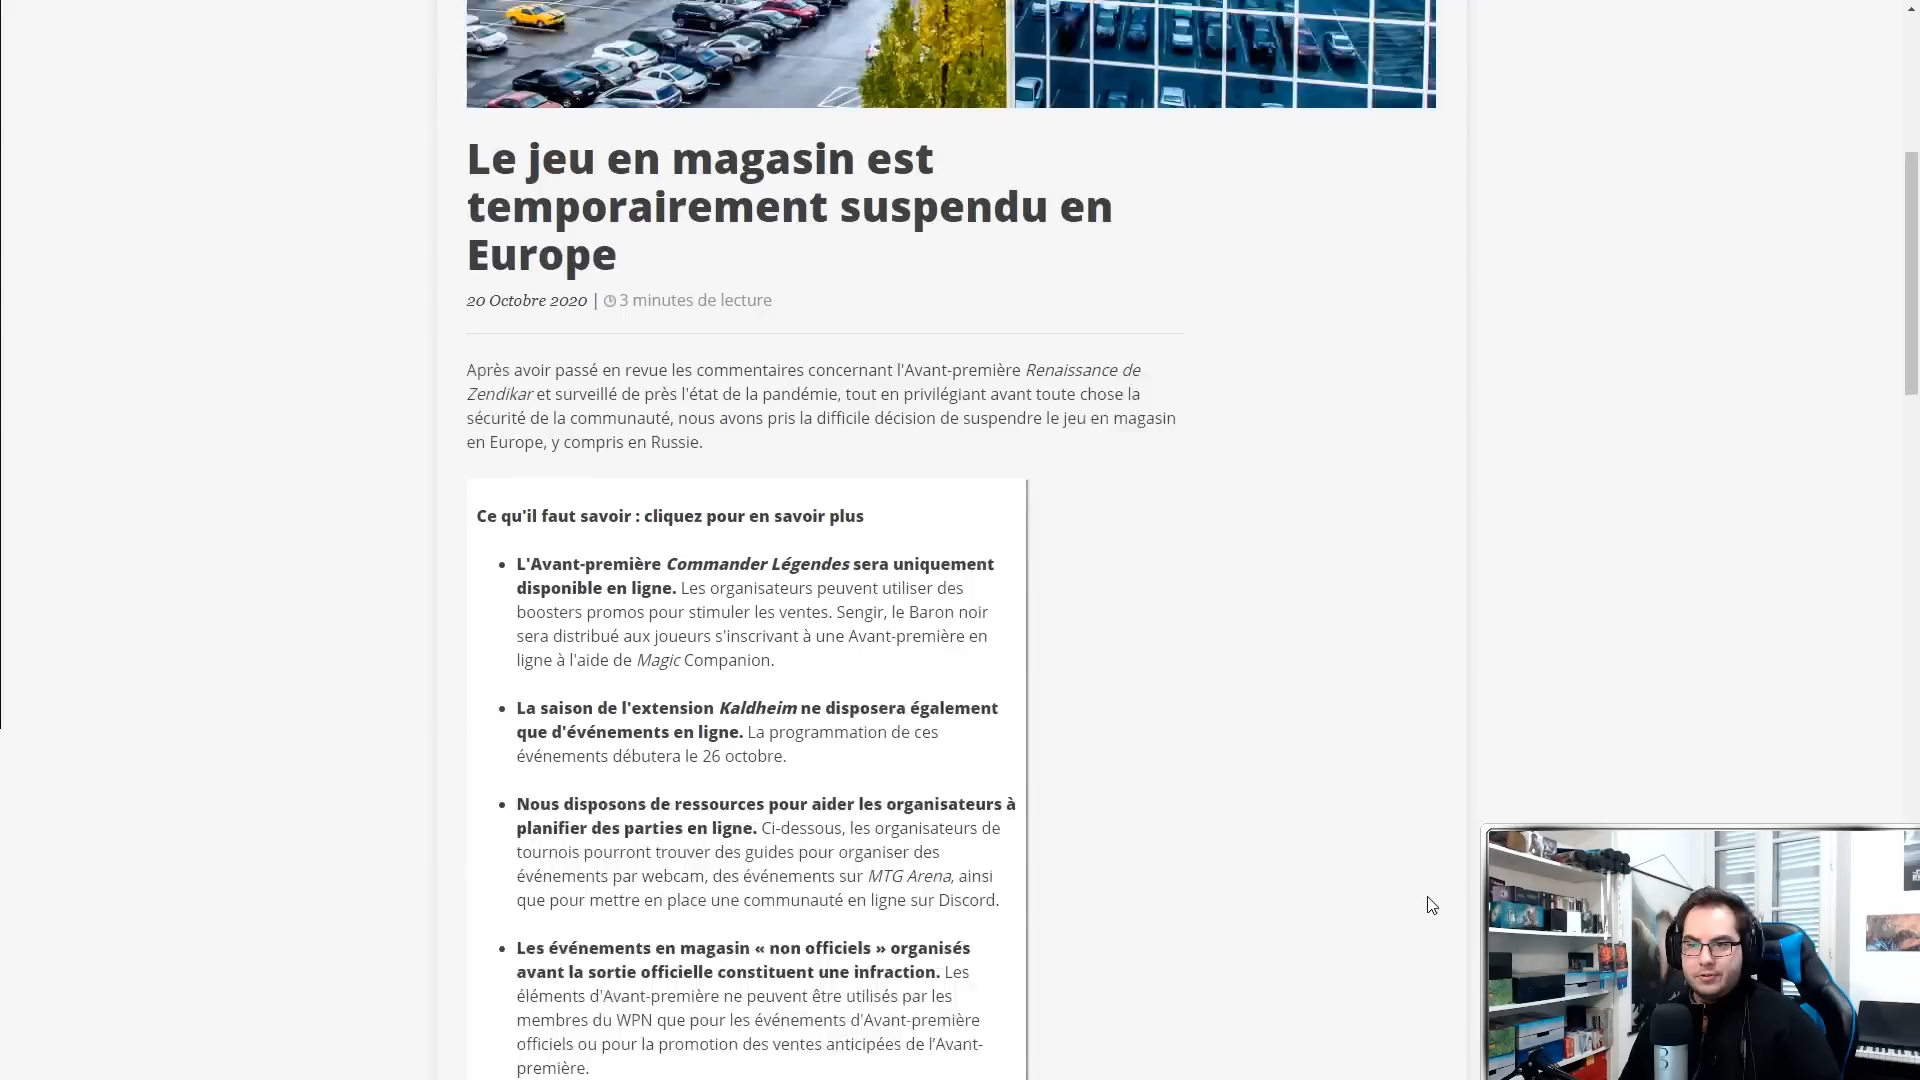 Le jeu en magasin est
temporairement suspendu en
Europe
20 Octobre 2020 | 3 minutes de lecture
Après avoir passé en revue les commentaires concernant l'Avant-première Renaissance de
Zendikar et surveillé de près l'état de la pandémie, tout en privilégiant avant toute chose la
sécurité de la communauté, nous avons pris la difficile décision de suspendre le jeu en magasin
en Europe, y compris en Russie.
Ce qu'il faut savoir : cliquez pour en savoir plus
• L'Avant-première Commander Légendes sera uniquement
disponible en ligne. Les organisateurs peuvent utiliser des
boosters promos pour stimuler les ventes. Sengir, le Baron noir
sera distribué aux joueurs s'inscrivant à une Avant-première en
ligne à l'aide de Magic Companion.
• La saison de l'extension Kaldheim ne disposera également
que d'événements en ligne. La programmation de ces
événements débutera le 26 octobre.
• Nous disposons de ressources pour aider les organisateurs à
planifier des parties en ligne. Ci-dessous, les organisateurs de
tournois pourront trouver des guides pour organiser des
événements par webcam, des événements sur MTG Arena, ainsi
que pour mettre en place une communauté en ligne sur Discord.
• Les événements en magasin « non officiels » organisés
avant la sortie officielle constituent une infraction. Les
éléments d'Avant-première ne peuvent être utilisés par les
membres du WPN que pour les événements d'Avant-première
officiels ou pour la promotion des ventes anticipées de l’Avant-
première.